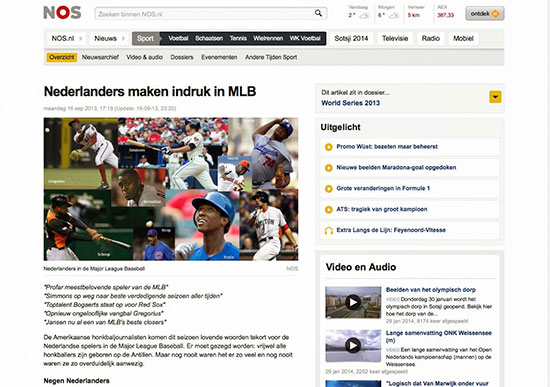 NOS
Zoeken binnen NOS.nl
Vandag
2°
Morgen
6°
Verkeer
5 km
AEX
387,33
ontdek
NOS.nl
Nieuws
Sport
Voetbal
Schaatsen
Tennis
Wielrennen
WK Voetbal
Sotsji 2014
Televisie
Radio
Mobiel
Overzicht
Nieuwsarchief
Video & audio
Dossiers
Evenementen
Andere Tijden Sport
Nederlanders maken indruk in MLB
maandag 16 sep 2013, 17:19 (Update: 16-09-13, 23:20)
Gregorius
Bernadina
Profar
Nederlanders in de Major League Baseball
NOS
"Profar meestbelovende speler van de MLB"
"Simmons op weg naar beste verdedigende seizoen aller tijden"
"Toptalent Bogaerts staat op voor Red Sox"
"Opnieuw ongelooflijke vangbal Gregorius"
"Jansen nu al een van MLB's beste closers"
De Amerikaanse honkbaljournalisten komen dit seizoen lovende woorden tekort voor de
Nederlandse spelers in de Major League Baseball. Er moet gezegd worden: vrijwel alle
honkballers zijn geboren op de Antillen. Maar nog nooit waren het er zo veel en nog nooit
waren ze zo overduidelijk aanwezig.
Negen Nederlanders
Dit artikel zit in dossier...
World Series 2013
Uitgelicht
Promo Wüst: bezeten maar beheerst
Nieuwe beelden Maradona-goal opgedoken
Grote veranderingen in Formule 1
ATS: tragiek van groot kampioen
Extra Langs de Lijn: Feyenoord-Vitesse
Video en Audio
Beelden van het olympisch dorp
VIDEO Donderdag 30 januari wordt het
olympisch dorp in Sotsji geopend. Bekijk hier
hoe het dorp van de...
29 jan 2014 (82 keer afgespeeld)
Lange samenvatting ONK Weissensee
(m)
VIDEO Een lange samenvatting van het Open
Nederlands kampioenschap (mannen) op de
Weissensee.
29 jan 2014 (2252 keer afgespeeld)
"Logisch dat Van Marwijk onder vuur